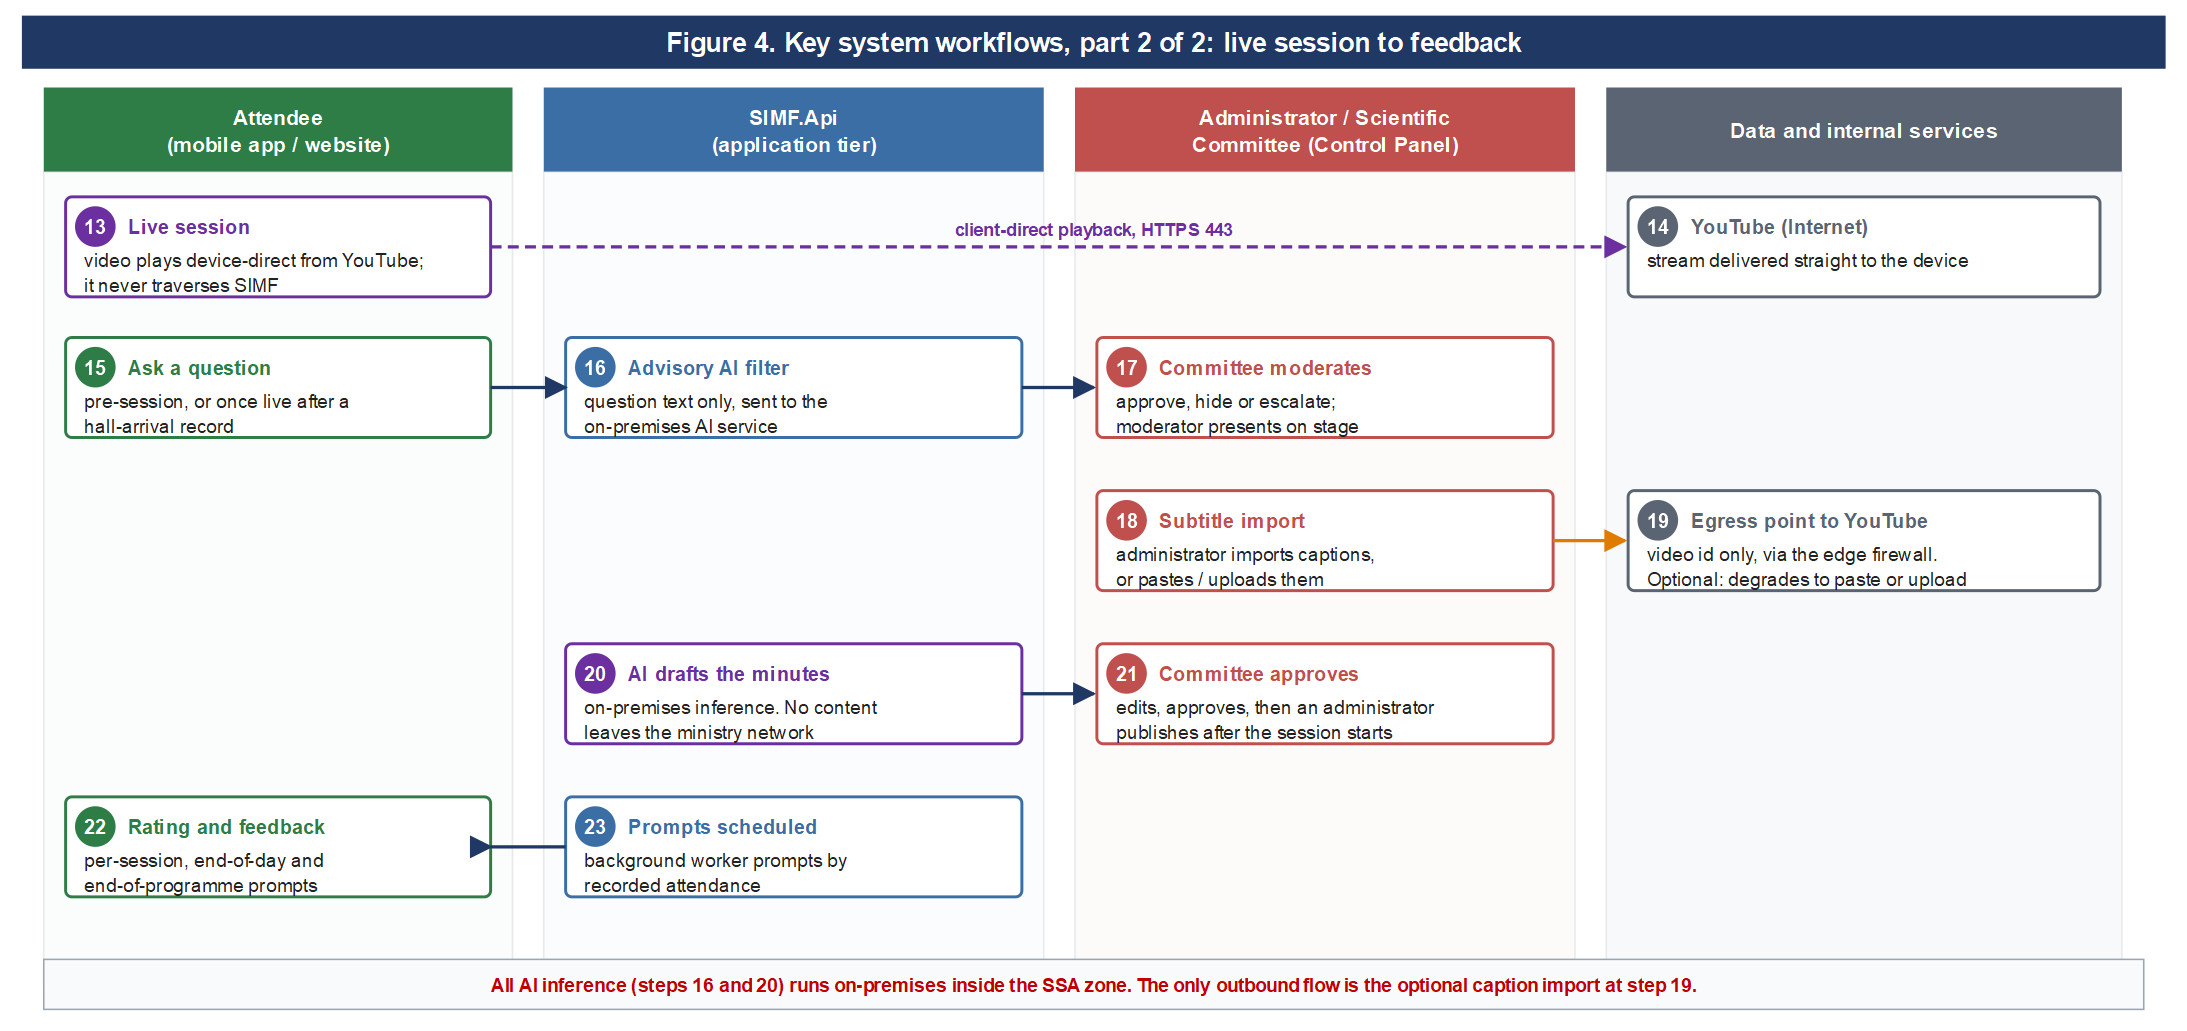 Figure 4. Key system workflows, part 2 of 2: live session to feedback
Attendee
(mobile app / website)
SIMF.Api
(application tier)
Administrator / Scientific
Committee (Control Panel)
Data and internal services
13 Live session
video plays device-direct from YouTube;
it never traverses SIMF
client-direct playback, HTTPS 443
14 YouTube (Internet)
stream delivered straight to the device
15 Ask a question
pre-session, or once live after a
hall-arrival record
16 Advisory AI filter
question text only, sent to the
on-premises AI service
17 Committee moderates
approve, hide or escalate;
moderator presents on stage
18 Subtitle import
administrator imports captions,
or pastes / uploads them
19 Egress point to YouTube
video id only, via the edge firewall.
Optional: degrades to paste or upload
20 AI drafts the minutes
on-premises inference. No content
leaves the ministry network
21 Committee approves
edits, approves, then an administrator
publishes after the session starts
22 Rating and feedback
per-session, end-of-day and
end-of-programme prompts
23 Prompts scheduled
background worker prompts by
recorded attendance
All AI inference (steps 16 and 20) runs on-premises inside the SSA zone. The only outbound flow is the optional caption import at step 19.